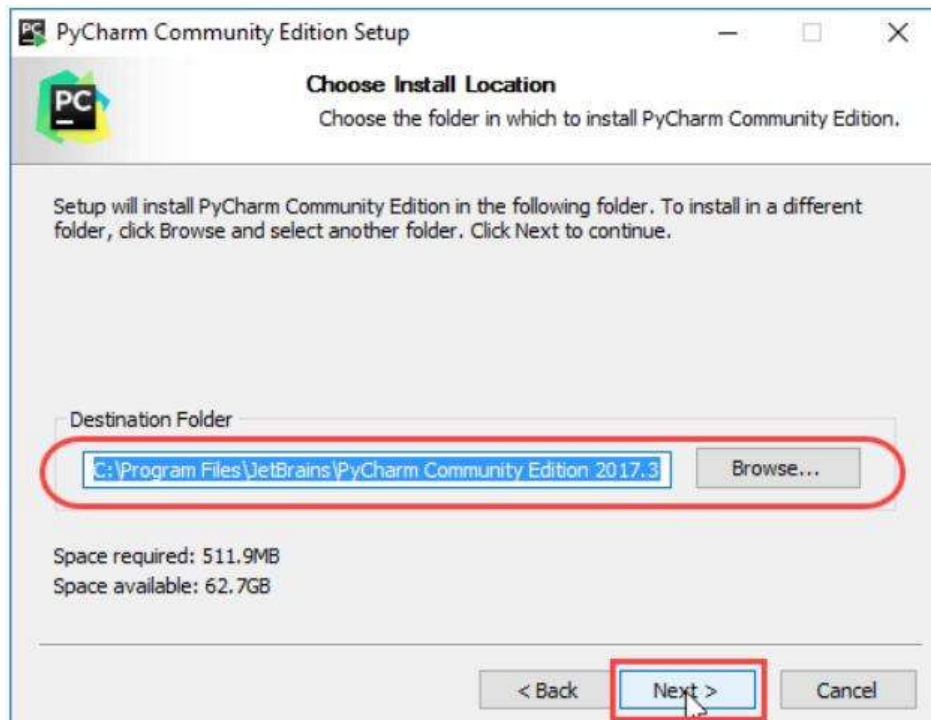 PyCharm Community Edition Setup
PC
Choose Install Location
Choose the folder in which to install PyCharm Community Edition.
Setup will install PyCharm Community Edition in the following folder. To install in a different
folder, click Browse and select another folder. Click Next to continue.
Destination Folder
C:\Program Files\JetBrains\PyCharm Community Edition 2017.3
Browse...
Space required: 511.9MB
Space available: 62.7GB
< Back
Next >
Cancel